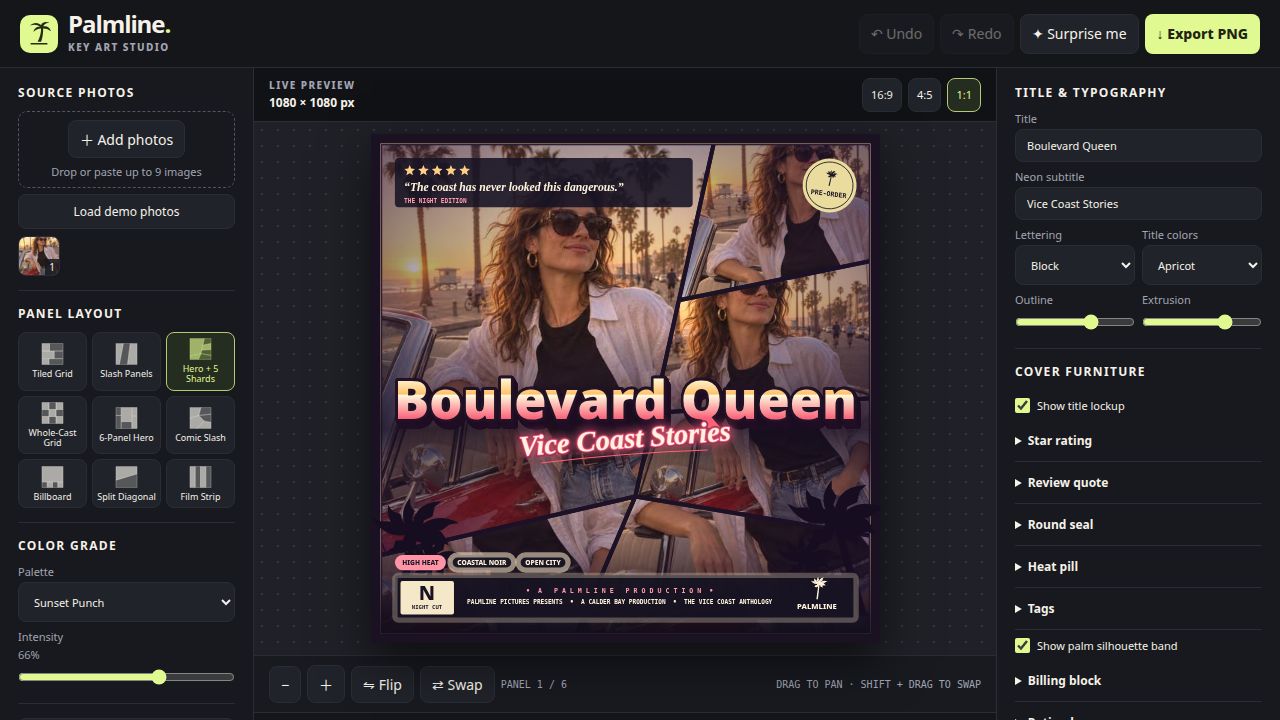 Palmline.
KEY ART STUDIO
↶ Undo
↷ Redo
✦ Surprise me
↓ Export PNG
SOURCE PHOTOS
+ Add photos
Drop or paste up to 9 images
Load demo photos
1
PANEL LAYOUT
Tiled Grid
Slash Panels
Hero + 5
Shards
Whole-Cast
Grid
6-Panel Hero
Comic Slash
Billboard
Split Diagonal
Film Strip
COLOR GRADE
Palette
Sunset Punch
Intensity
66%
LIVE PREVIEW
1080 × 1080 px
16:9
4:5
1:1
“The coast has never looked this dangerous.”
THE NIGHT EDITION
PRE-ORDER
Boulevard Queen
Vice Coast Stories
HIGH HEAT
COASTAL NOIR
OPEN CITY
N
NIGHT CUT
• A PALMLINE PRODUCTION •
PALMLINE PICTURES PRESENTS • A CALDER BAY PRODUCTION • THE VICE COAST ANTHOLOGY
PALMLINE
−
+
⇋ Flip
⇄ Swap
PANEL 1 / 6
DRAG TO PAN · SHIFT + DRAG TO SWAP
TITLE & TYPOGRAPHY
Title
Boulevard Queen
Neon subtitle
Vice Coast Stories
Lettering
Title colors
Block
Apricot
Outline
Extrusion
COVER FURNITURE
Show title lockup
Star rating
Review quote
Round seal
Heat pill
Tags
Show palm silhouette band
Billing block